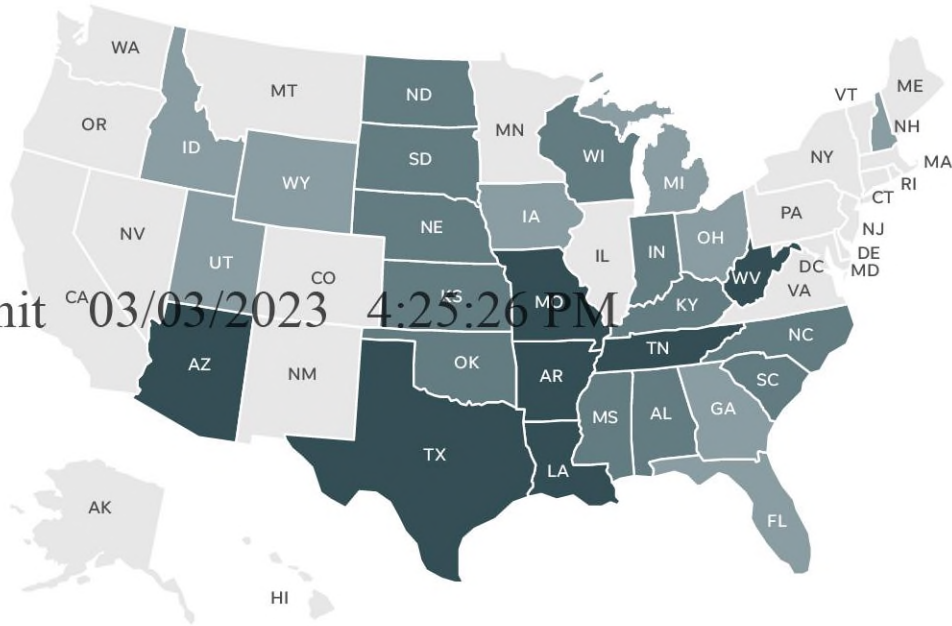 WA
MT
ND
MN
ME
VT
OR
ID
SD
WI
NH
NY
MA
WY
MI
RI
CT
IA
PA
NE
NV
OH
NJ
UT
IL
IN
DE
CO
DC
MD
WV
VA
CA
KS
MO
KY
mit 03/03/2023 4:25:26 PM
NC
TN
AZ
OK
NM
AR
SC
MS
AL
GA
TX
LA
AK
FL
HI